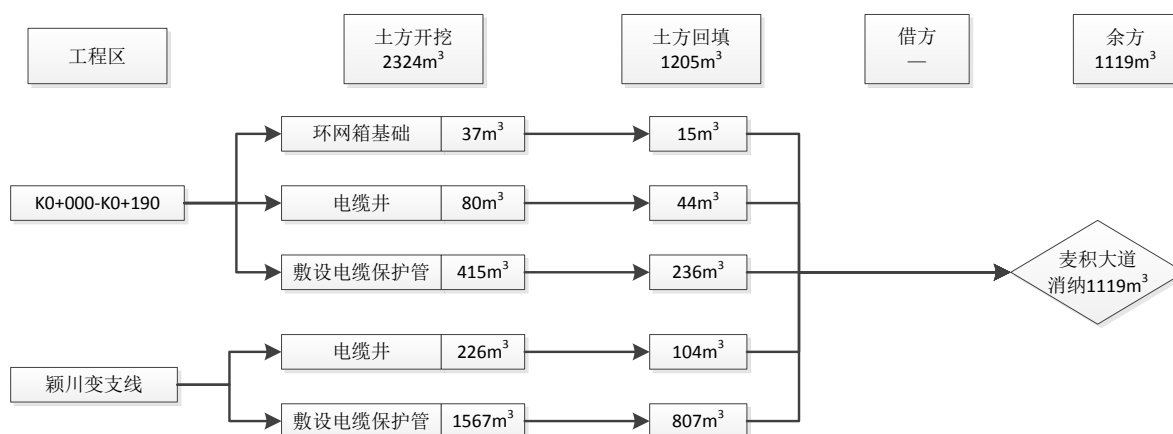 工程区
土方开挖
2324m³
土方回填
1205m³
借方
—
余方
1119m³
环网箱基础 37m³ 15m³
K0+000-K0+190
电缆井 80m³ 44m³
敷设电缆保护管 415m³ 236m³
麦积大道
消纳1119m³
电缆井 226m³ 104m³
颖川变支线
敷设电缆保护管 1567m³ 807m³